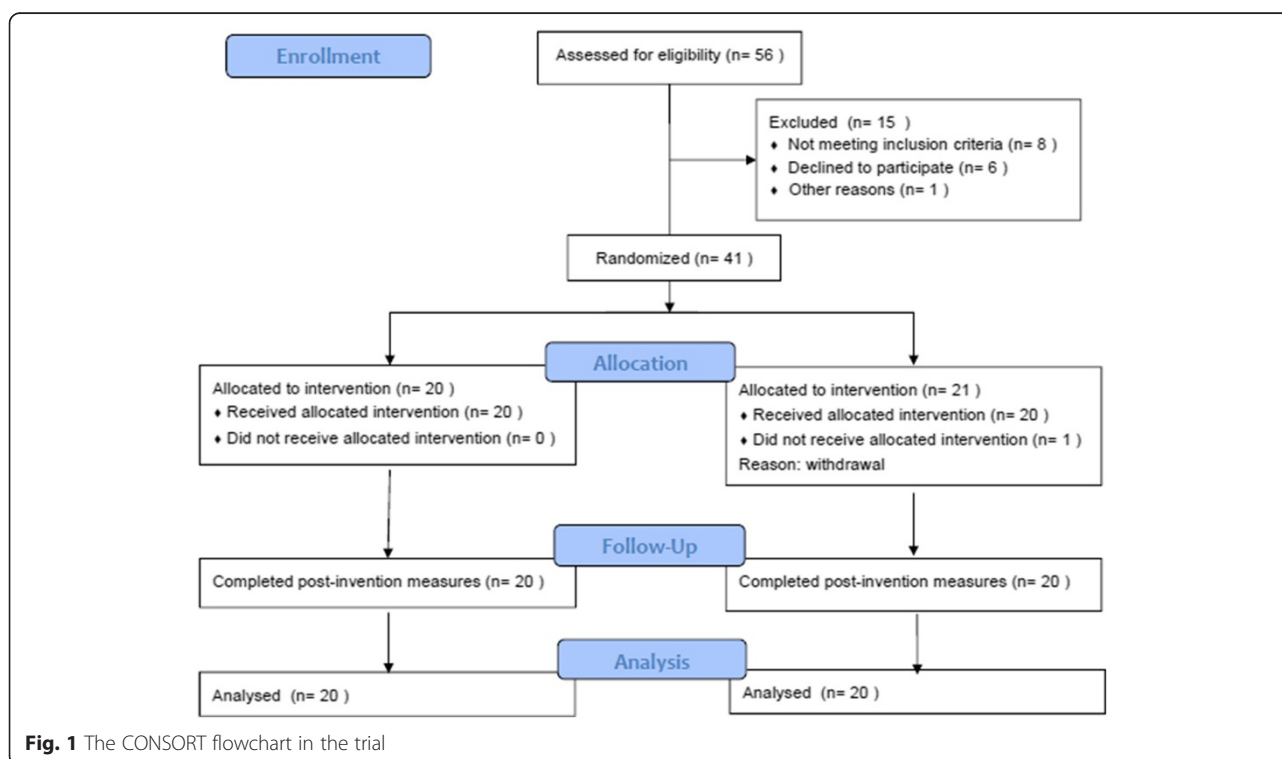 Enrollment
Assessed for eligibility (n= 56 )
Excluded (n= 15 )
♦ Not meeting inclusion criteria (n= 8 )
♦ Declined to participate (n= 6 )
♦ Other reasons (n= 1 )
Randomized (n= 41 )
Allocation
Allocated to intervention (n= 20 )
♦ Received allocated intervention (n= 20 )
♦ Did not receive allocated intervention (n= 0 )
Allocated to intervention (n= 21 )
♦ Received allocated intervention (n= 20 )
♦ Did not receive allocated intervention (n= 1 )
Reason: withdrawal
Follow-Up
Completed post-invention measures (n= 20 )
Completed post-invention measures (n= 20 )
Analysis
Analysed (n= 20 )
Analysed (n= 20 )
Fig. 1 The CONSORT flowchart in the trial